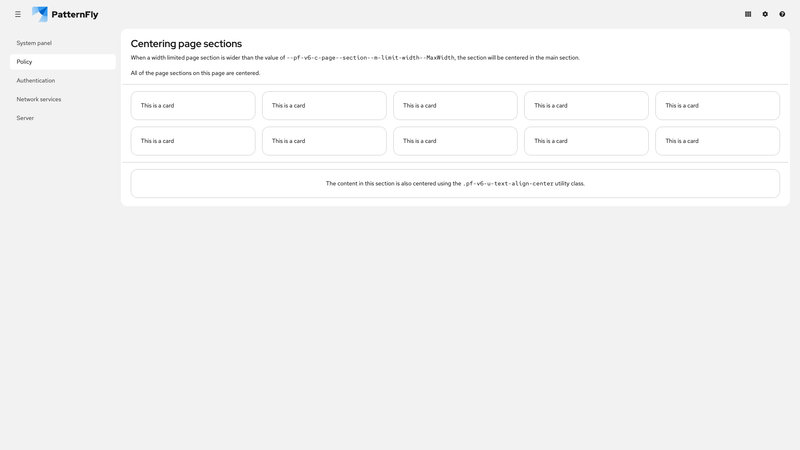 PatternFly
System panel
Policy
Authentication
Network services
Server
Centering page sections
When a width limited page section is wider than the value of --pf-v6-c-page--section--m-limit-width--MaxWidth, the section will be centered in the main section.
All of the page sections on this page are centered.
This is a card This is a card This is a card This is a card This is a card
This is a card This is a card This is a card This is a card This is a card
The content in this section is also centered using the .pf-v6-u-text-align-center utility class.